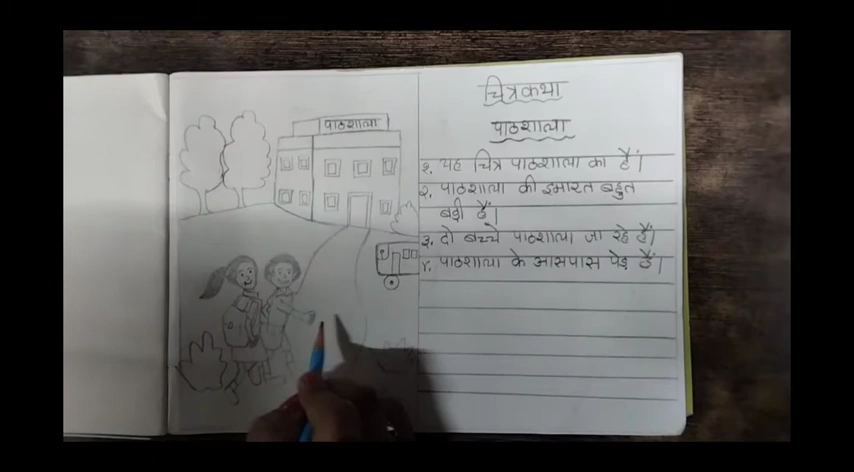 पाठशाला
चित्रकथा
पाठशाला
१. यह चित्र पाठशाला का हैं।
२. पाठशाला की इमारत बहुत
बड़ी हैं।
३. दो बच्चे पाठशाला जा रहे हैं।
४. पाठशाला के आसपास पेड़ हैं।